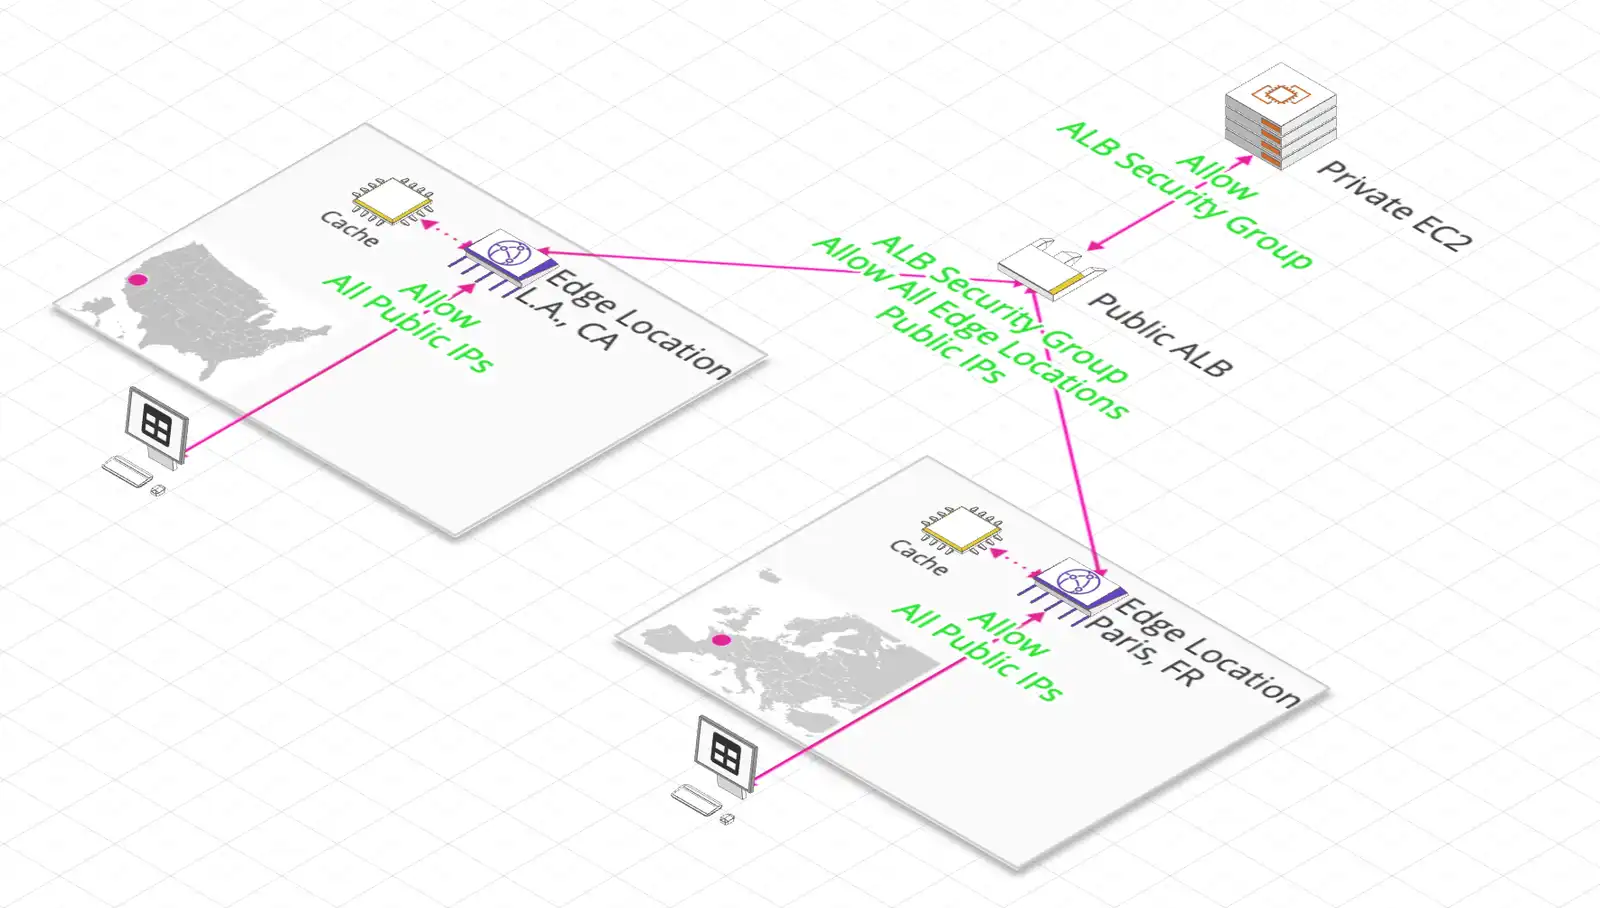 Allow
ALB Security Group
Private EC2
Cache
Edge Location
L.A., CA
Allow
All Public IPs
ALB Security Group
Allow All Edge Locations
Public IPs
Public ALB
Cache
Edge Location
Paris, FR
Allow
All Public IPs